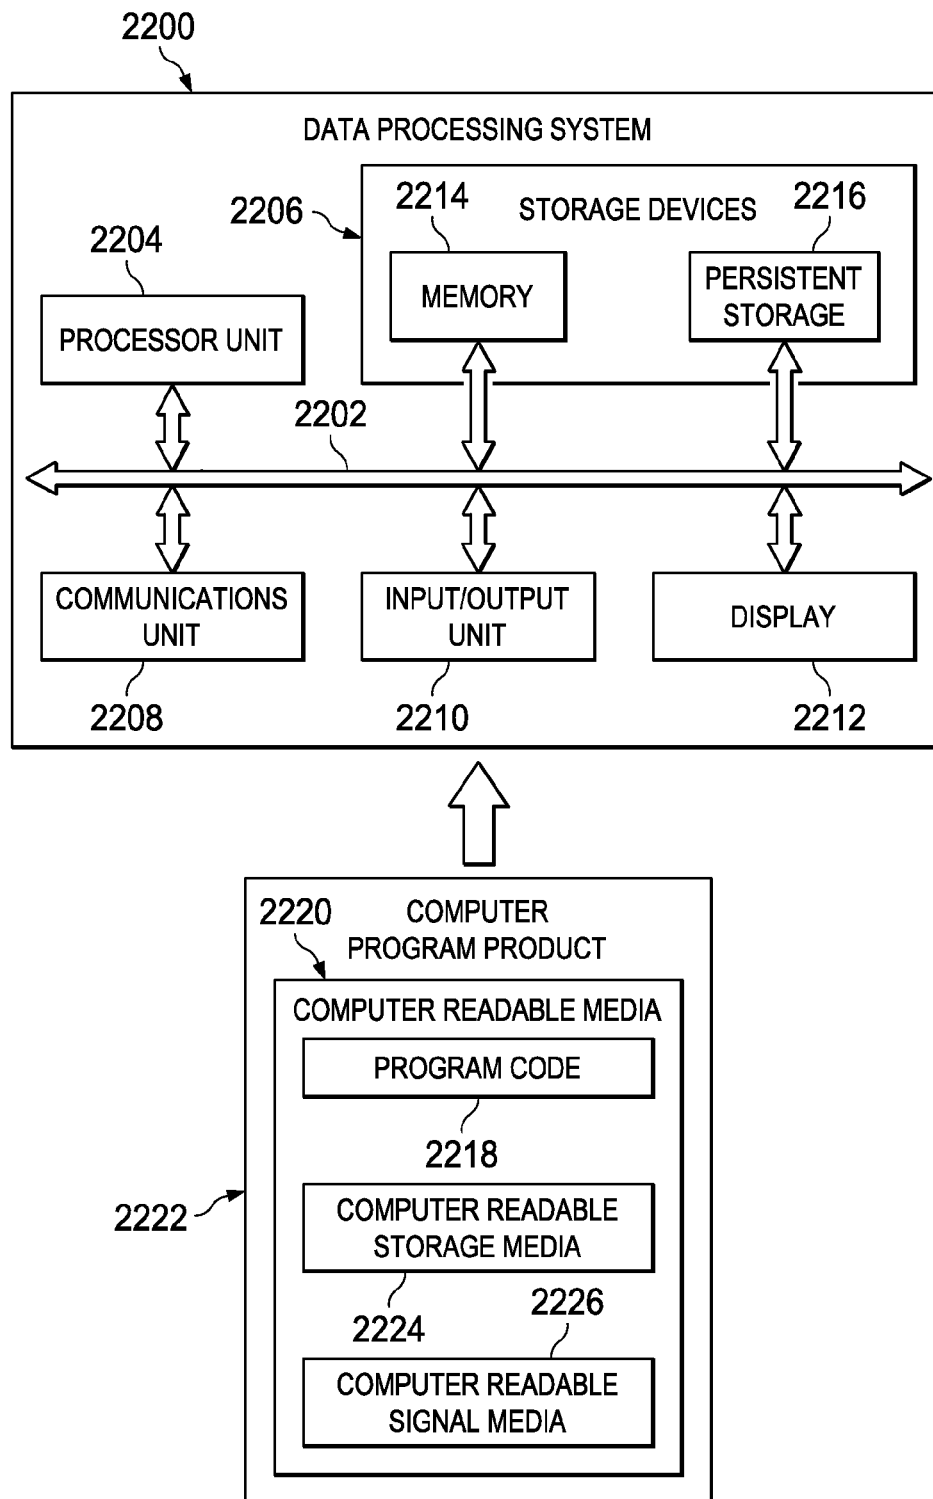 2200
DATA PROCESSING SYSTEM
2206
2214
STORAGE DEVICES
2216
2204
MEMORY
PERSISTENT
STORAGE
PROCESSOR UNIT
2202
COMMUNICATIONS
UNIT
INPUT/OUTPUT
UNIT
DISPLAY
2208
2210
2212
2220
COMPUTER
PROGRAM PRODUCT
COMPUTER READABLE MEDIA
PROGRAM CODE
2218
2222
COMPUTER READABLE
STORAGE MEDIA
2224
2226
COMPUTER READABLE
SIGNAL MEDIA